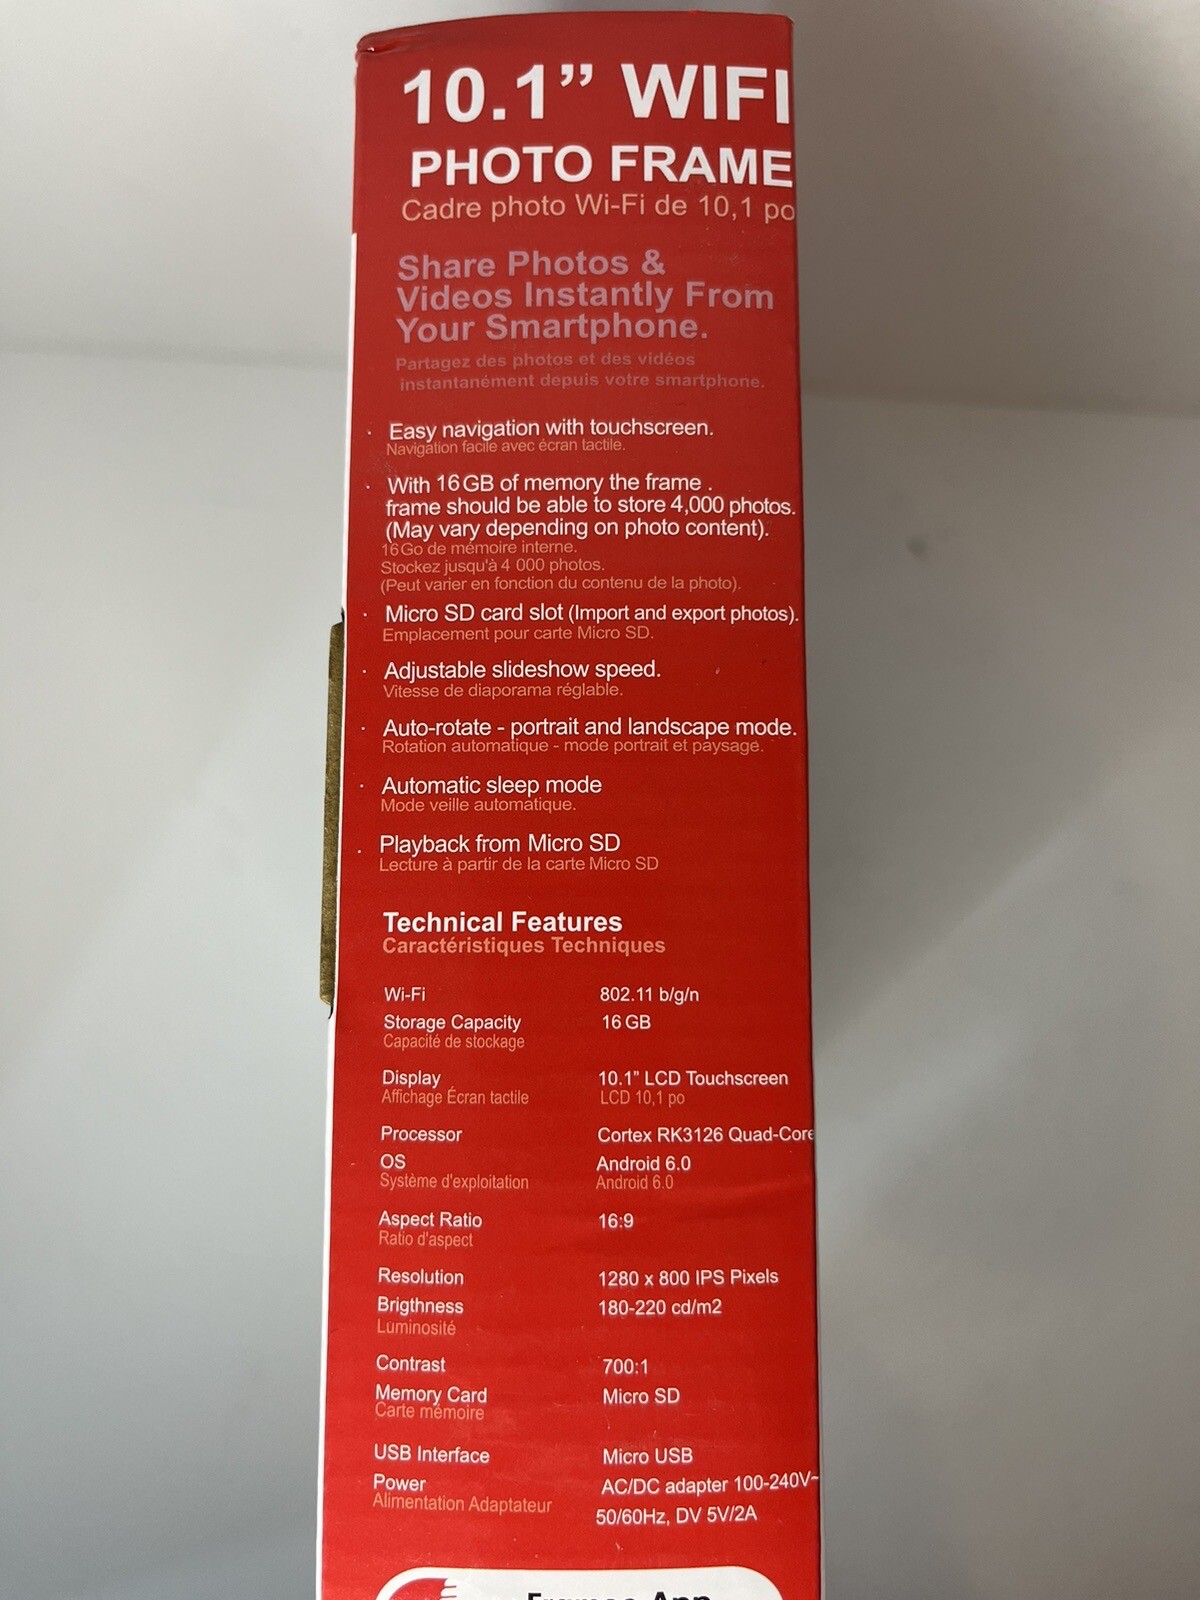 10.1” WIFI
PHOTO FRAME
Cadre photo Wi-Fi de 10,1 po
Share Photos &
Videos Instantly From
Your Smartphone.
Partagez des photos et des vidéos
instantanément depuis votre smartphone.
· Easy navigation with touchscreen.
Navigation facile avec écran tactile.
· With 16GB of memory the frame .
frame should be able to store 4,000 photos.
(May vary depending on photo content).
16Go de mémoire interne.
Stockez jusqu'à 4 000 photos.
(Peut varier en fonction du contenu de la photo).
· Micro SD card slot (Import and export photos).
Emplacement pour carte Micro SD.
· Adjustable slideshow speed.
Vitesse de diaporama réglable.
· Auto-rotate - portrait and landscape mode.
Rotation automatique - mode portrait et paysage.
· Automatic sleep mode
Mode veille automatique.
· Playback from Micro SD
Lecture à partir de la carte Micro SD
Technical Features
Caractéristiques Techniques
Wi-Fi 802.11 b/g/n
Storage Capacity 16GB
Capacité de stockage
Display 10.1” LCD Touchscreen
Affichage Écran tactile LCD 10,1 po
Processor Cortex RK3126 Quad-Core
OS Android 6.0
Système d'exploitation Android 6.0
Aspect Ratio 16:9
Ratio d'aspect
Resolution 1280 x 800 IPS Pixels
Brigthness 180-220 cd/m2
Luminosité
Contrast 700:1
Memory Card Micro SD
Carte mémoire
USB Interface Micro USB
Power AC/DC adapter 100-240V~
Alimentation Adaptateur
50/60Hz, DV 5V/2A
App